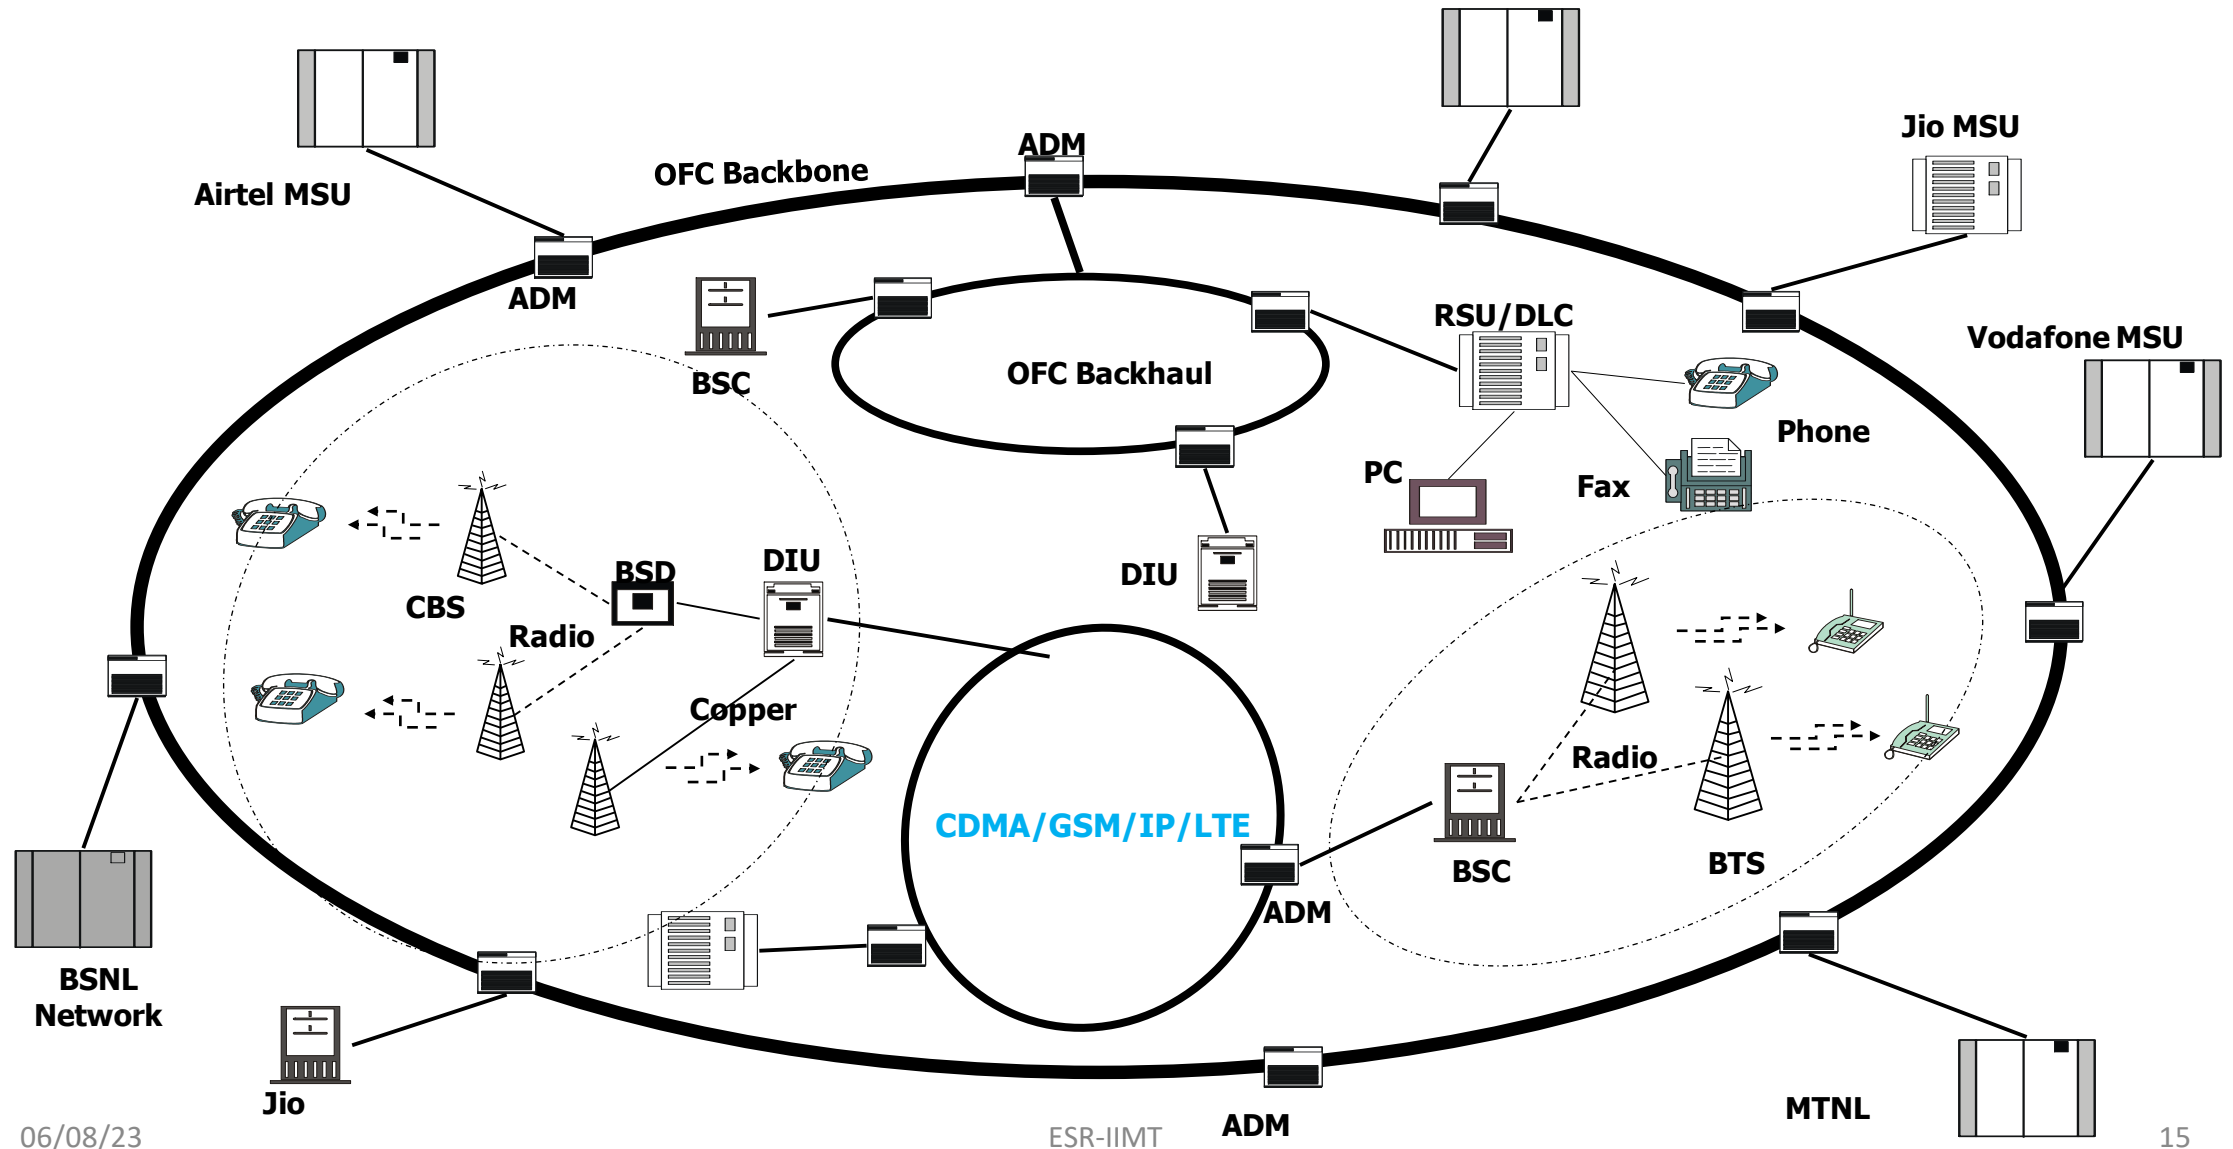 ADM
Jio MSU
OFC Backbone
Airtel MSU
ADM
RSU/DLC
Vodafone MSU
BSC
OFC Backhaul
Phone
PC
Fax
BSD
DIU
DIU
CBS
Radio
Copper
Radio
CDMA/GSM/IP/LTE
BSC
BTS
ADM
BSNL
Network
Jio
MTNL
ADM
06/08/23
ESR-IIMT
15